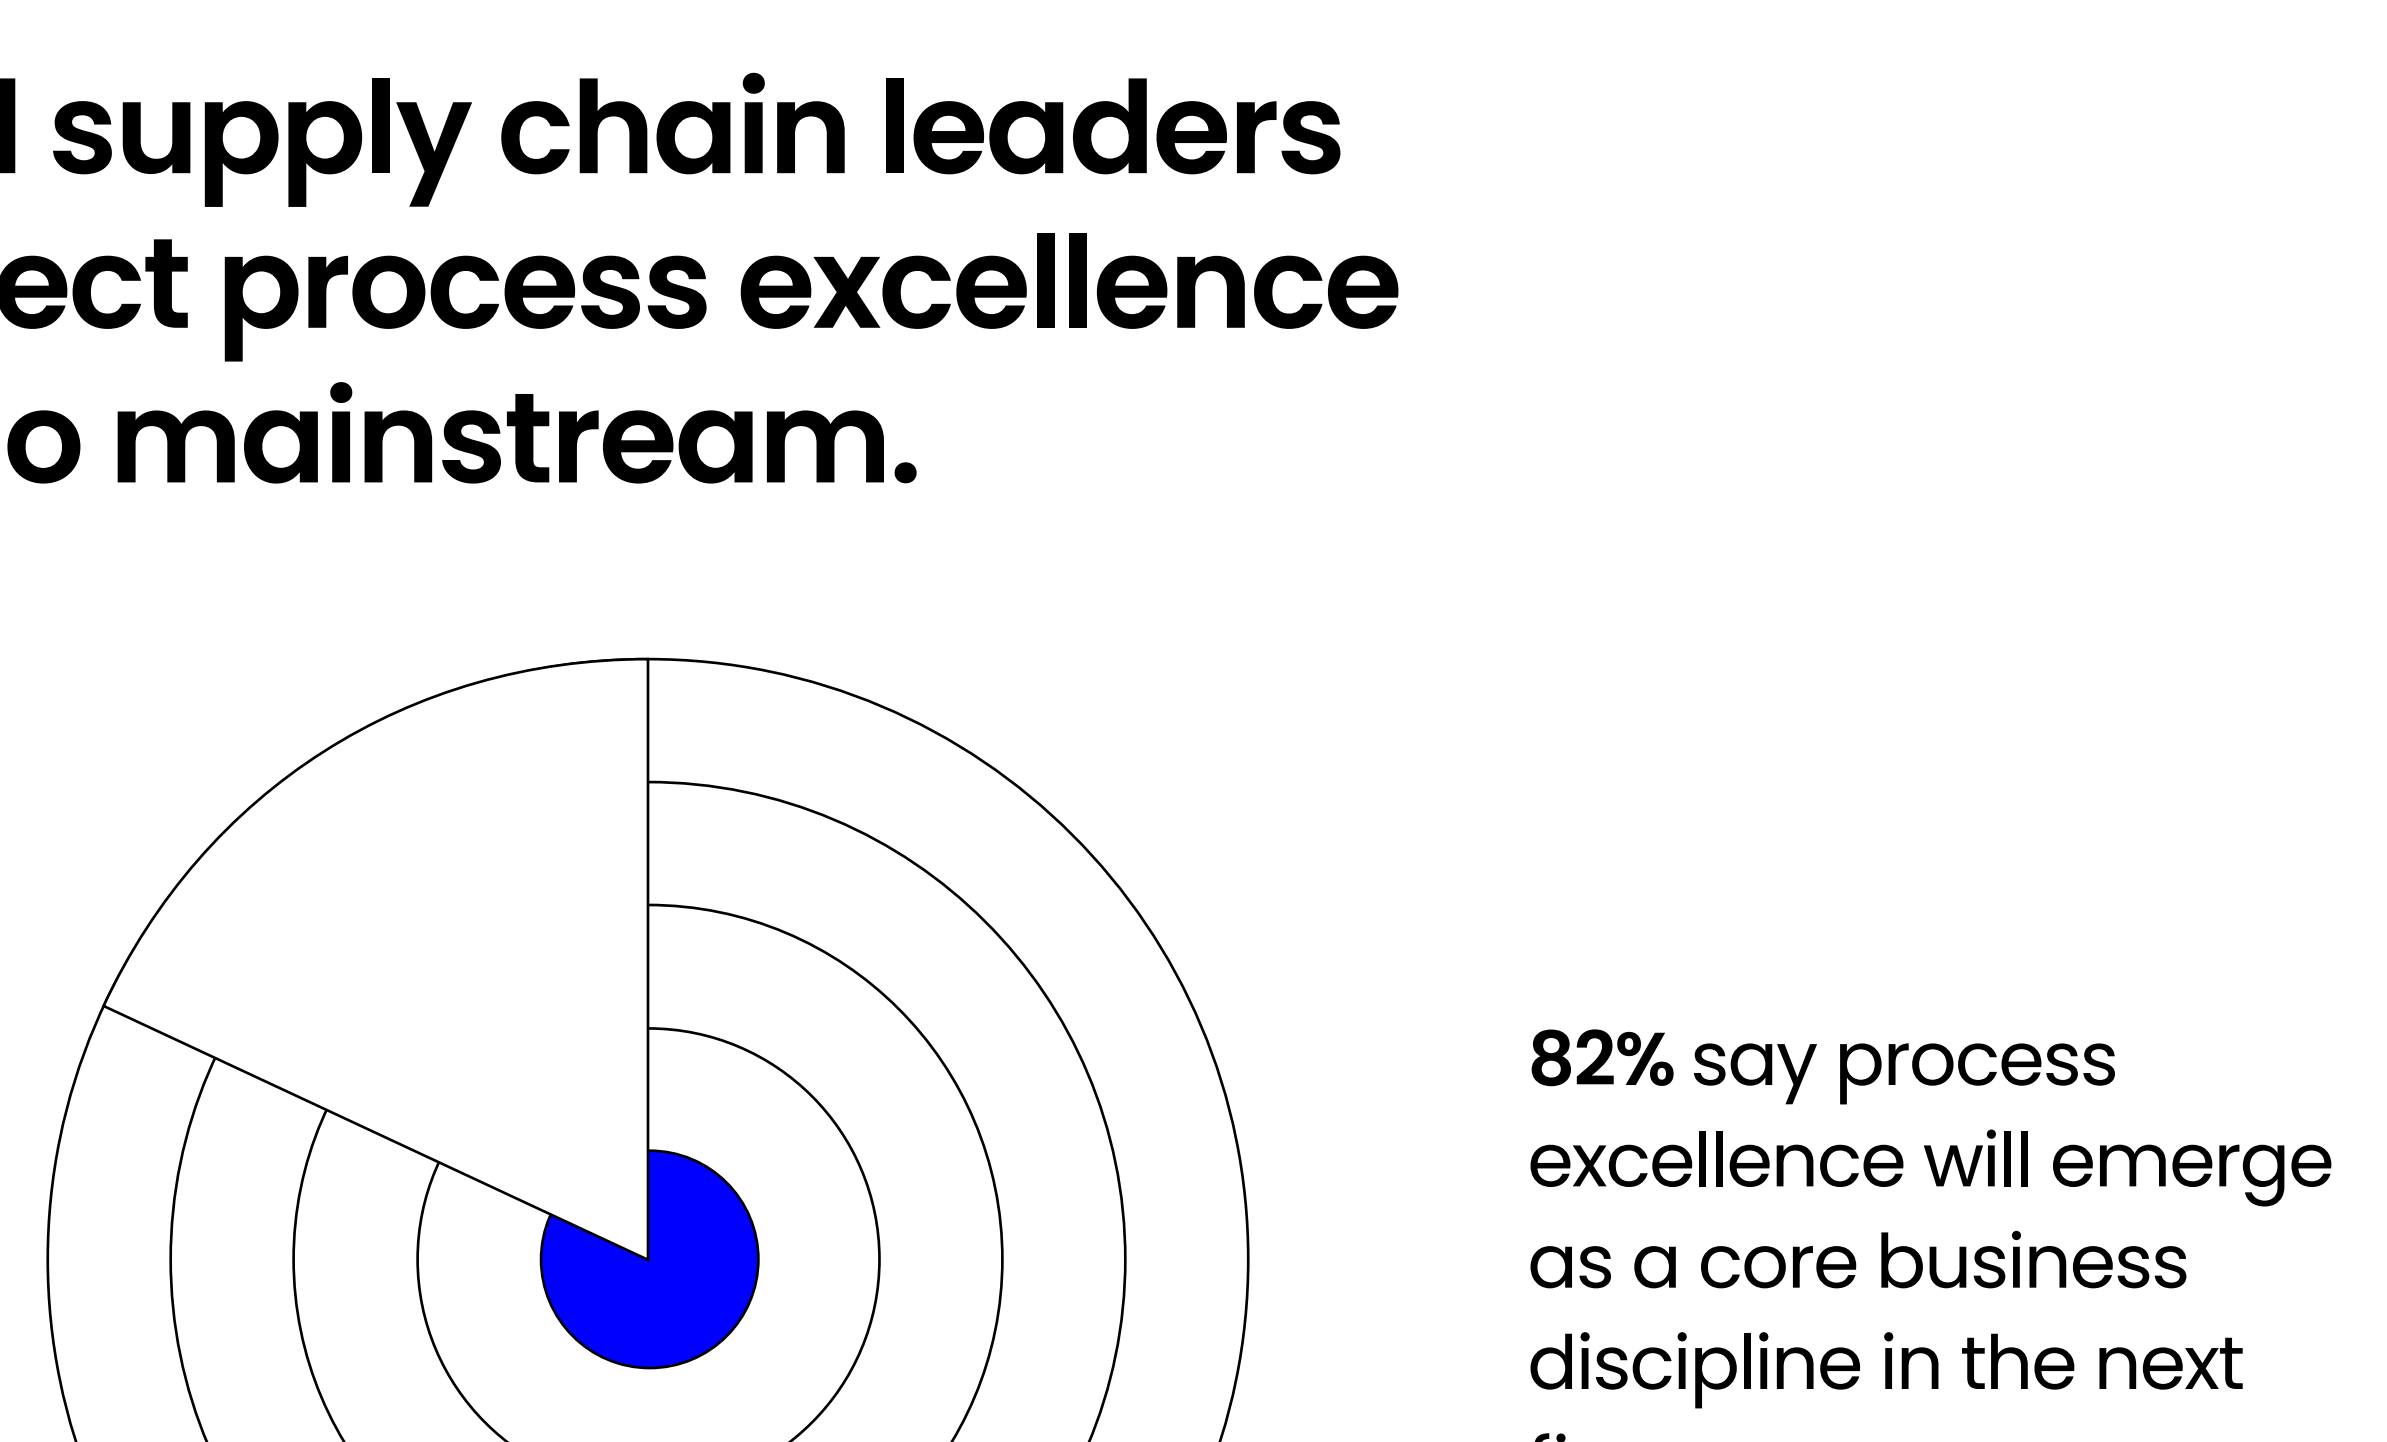 supply chain leaders
process excellence
mainstream.
82% say process
excellence will emerge
as a core business
discipline in the next